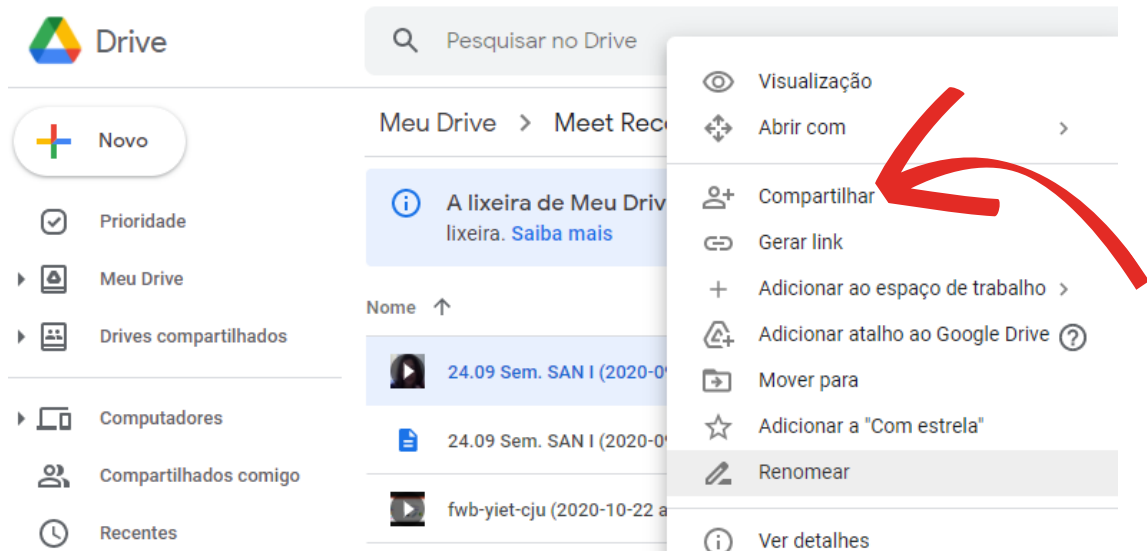 Drive
Pesquisar no Drive
Novo
Prioridade
Meu Drive
Drives compartilhados
Computadores
Compartilhados comigo
Recentes
Meu Drive > Meet Rec
A lixeira de Meu Driv
lixeira. Saiba mais
Nome
24.09 Sem. SAN I (2020-0
24.09 Sem. SAN I (2020-0
fwb-yiet-cju (2020-10-22 a
Visualização
Abrir com
Compartilhar
Gerar link
Adicionar ao espaço de trabalho
Adicionar atalho ao Google Drive
Mover para
Adicionar a "Com estrela"
Renomear
Ver detalhes